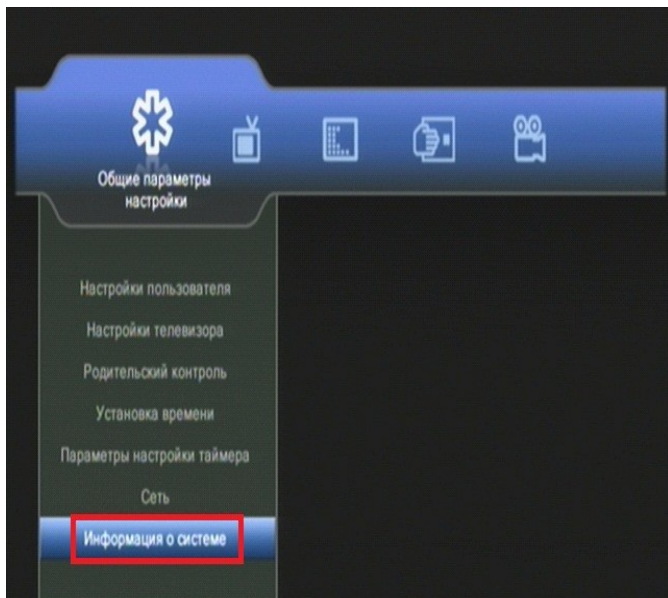 Общие параметры
настройки
Настройки пользователя
Настройки телевизора
Родительский контроль
Установка времени
Параметры настройки таймера
Сеть
Информация о системе